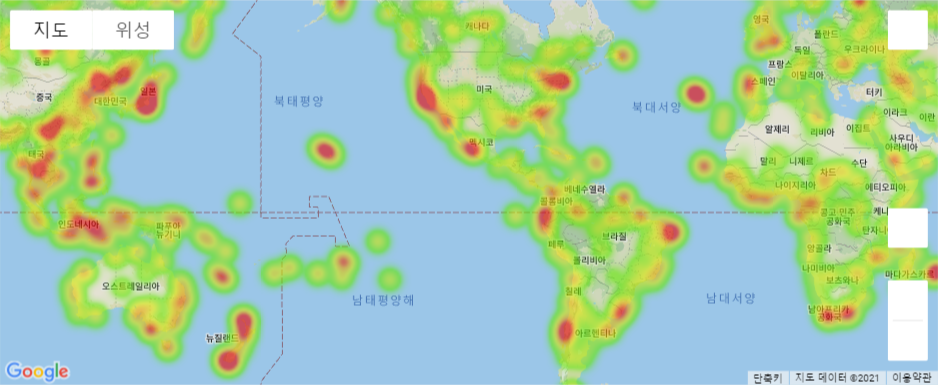 지도 위성
캐나다
영국
폴란드
독일
우크라이나
프랑스
몽골
스페인
이탈리아
미국
터키
중국
일본
대한민국
북태평양
북대서양
이라크
이란
알제리
리비아
이집트
사우디
아라비아
멕시코
태국
말리
니제르
수단
차드
베네수엘라
나이지리아
에티오피아
콜롬비아
인도네시아
파푸아
뉴기니
콩고 민주
공화국
케냐
탄자니
페루
브라질
앙골라
볼리비아
나미비아
보츠와나
마다가스카르
오스트레일리아
칠레
남태평양해
남대서양
남아프리카
공화국
뉴질랜드
아르헨티나
Google
단축키
지도 데이터 ©2021
이용약관